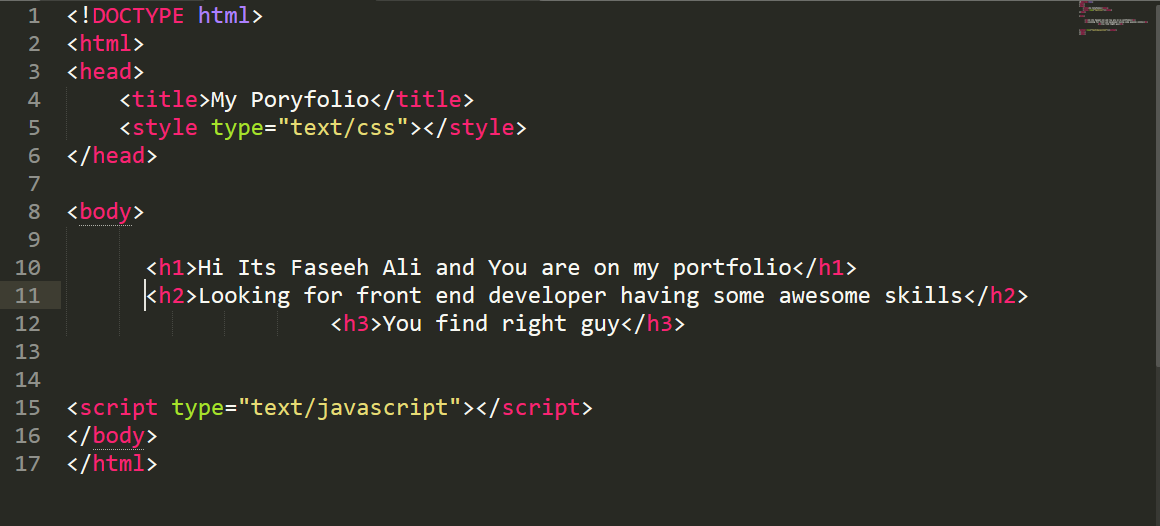 1 <!DOCTYPE html>
2 <html>
3 <head>
4     <title>My Poryfolio</title>
5     <style type="text/css"></style>
6 </head>
7
8 <body>
9
10       <h1>Hi Its Faseeh Ali and You are on my portfolio</h1>
11       <h2>Looking for front end developer having some awesome skills</h2>
12                     <h3>You find right guy</h3>
13
14
15 <script type="text/javascript"></script>
16 </body>
17 </html>